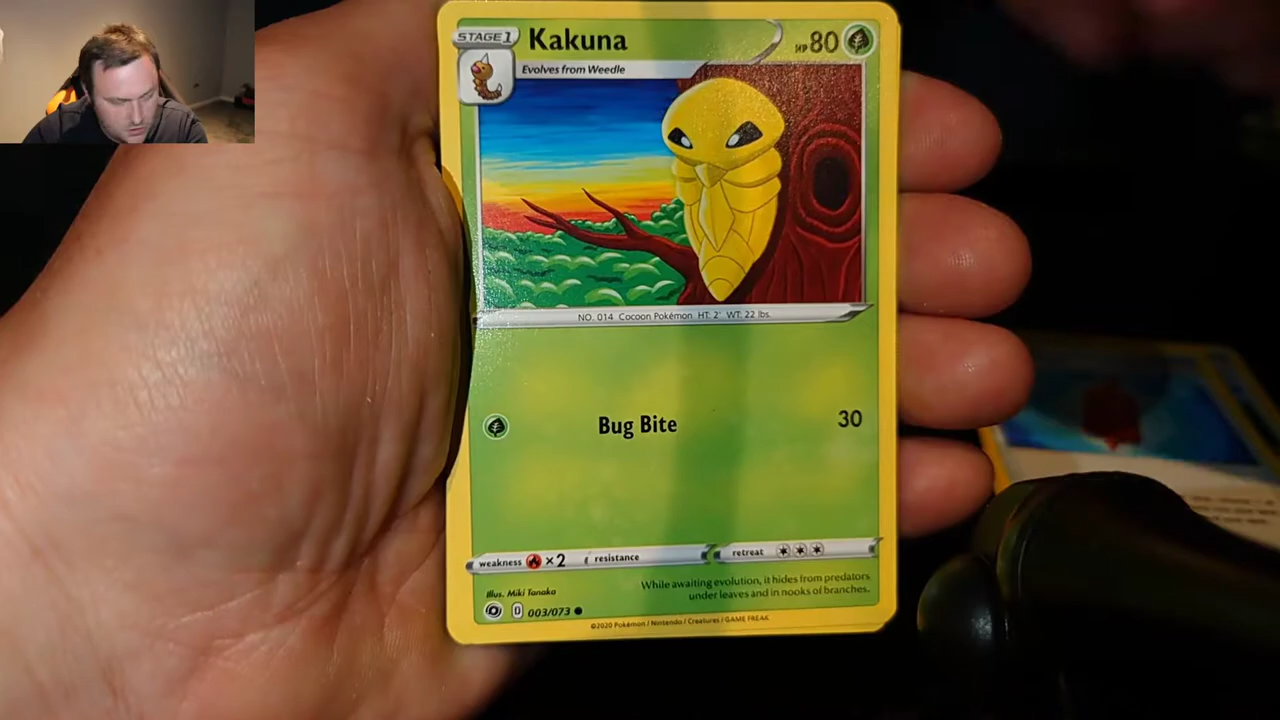 STAGE 1 Kakuna HP 80
Evolves from Weedle
NO. 014 Cocoon Pokémon HT: 2' WT: 22 lbs.
Bug Bite 30
weakness ×2 resistance retreat
While awaiting evolution, it hides from predators
under leaves and in nooks of branches.
Illus. Miki Tanaka
D 003/073
©2020 Pokémon / Nintendo / Creatures / GAME FREAK